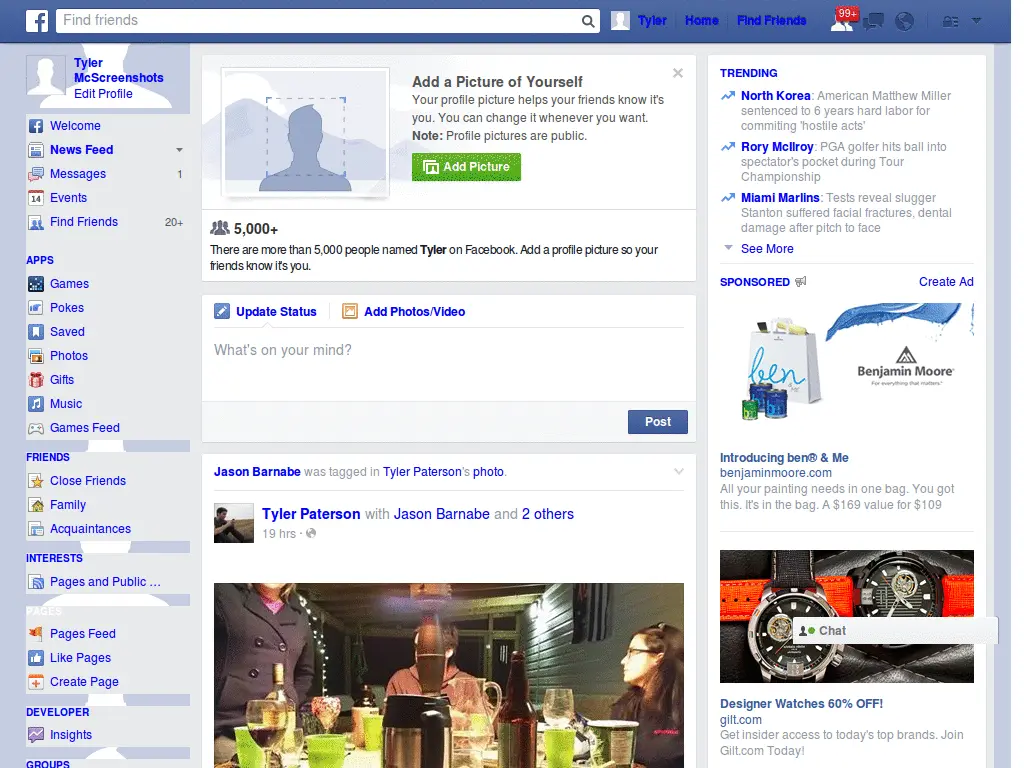 Find friends
Tyler
Home
Find Friends
99+
Tyler
McScreenshots
Edit Profile
Welcome
News Feed
Messages 1
14 Events
Find Friends 20+
APPS
Games
Pokes
Saved
Photos
Gifts
Music
Games Feed
FRIENDS
Close Friends
Family
Acquaintances
INTERESTS
Pages and Public ...
PAGES
Pages Feed
Like Pages
Create Page
DEVELOPER
Insights
GROUPS
Add a Picture of Yourself
Your profile picture helps your friends know it's
you. You can change it whenever you want.
Note: Profile pictures are public.
Add Picture
5,000+
There are more than 5,000 people named Tyler on Facebook. Add a profile picture so your
friends know it's you.
Update Status
Add Photos/Video
What's on your mind?
Post
Jason Barnabe was tagged in Tyler Paterson's photo.
Tyler Paterson with Jason Barnabe and 2 others
19 hrs ·
TRENDING
North Korea: American Matthew Miller
sentenced to 6 years hard labor for
commiting 'hostile acts'
Rory McIlroy: PGA golfer hits ball into
spectator's pocket during Tour
Championship
Miami Marlins: Tests reveal slugger
Stanton suffered facial fractures, dental
damage after pitch to face
See More
SPONSORED
Create Ad
ben
Benjamin Moore
For everything that matters.
Introducing ben® & Me
benjaminmoore.com
All your painting needs in one bag. You got
this. It's in the bag. A $169 value for $109
Chat
Designer Watches 60% OFF!
gilt.com
Get insider access to today's top brands. Join
Gilt.com Today!